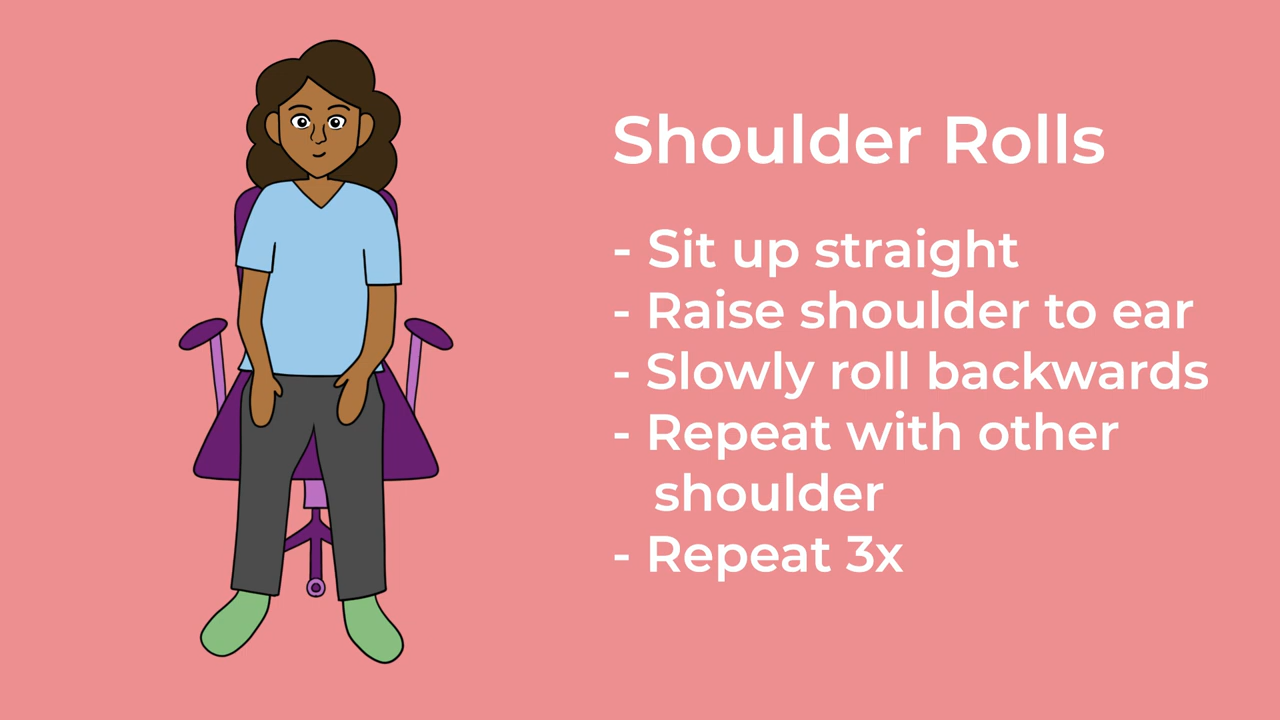 Shoulder Rolls
- Sit up straight
- Raise shoulder to ear
- Slowly roll backwards
- Repeat with other
shoulder
- Repeat 3x